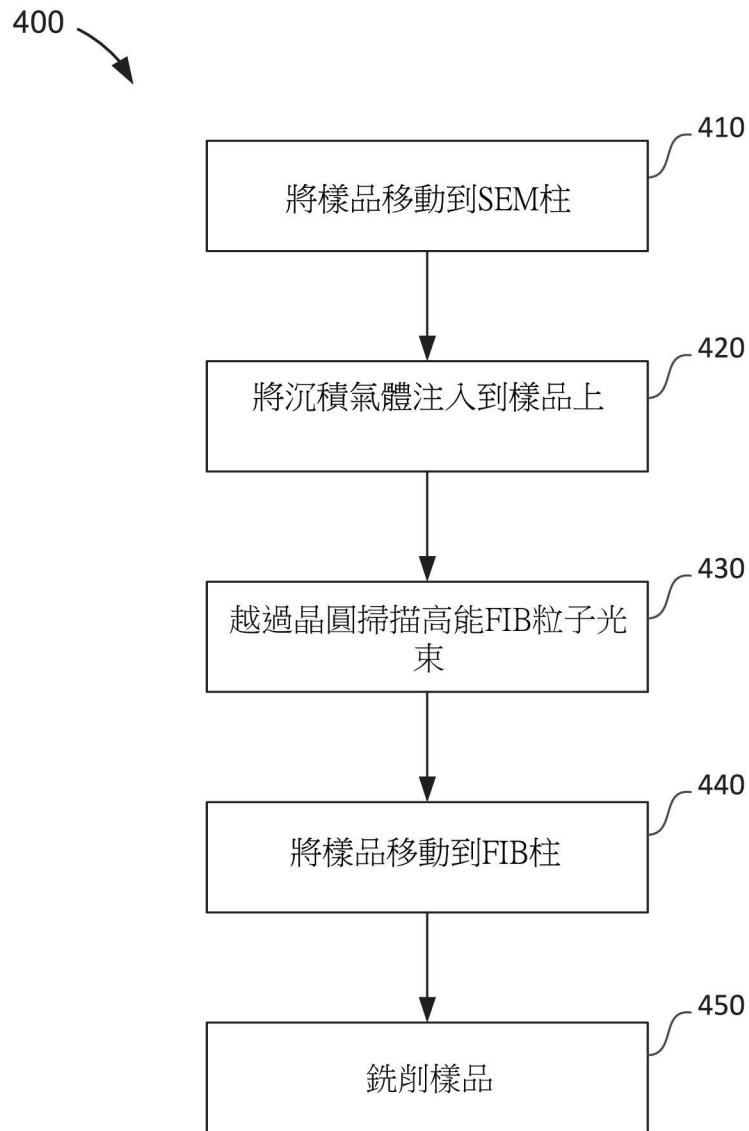 400
410
將樣品移動到SEM柱
420
將沉積氣體注入到樣品上
430
越過晶圓掃描高能FIB粒子光
束
440
將樣品移動到FIB柱
450
銑削樣品